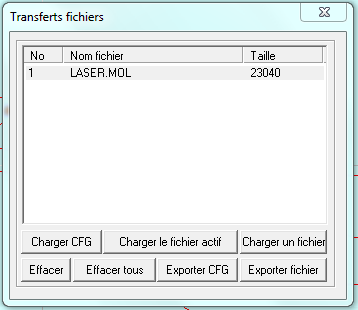 Transferts fichiers
No Nom fichier Taille
1 LASER.MOL 23040
Charger CFG Charger le fichier actif Charger un fichier
Effacer Effacer tous Exporter CFG Exporter fichier